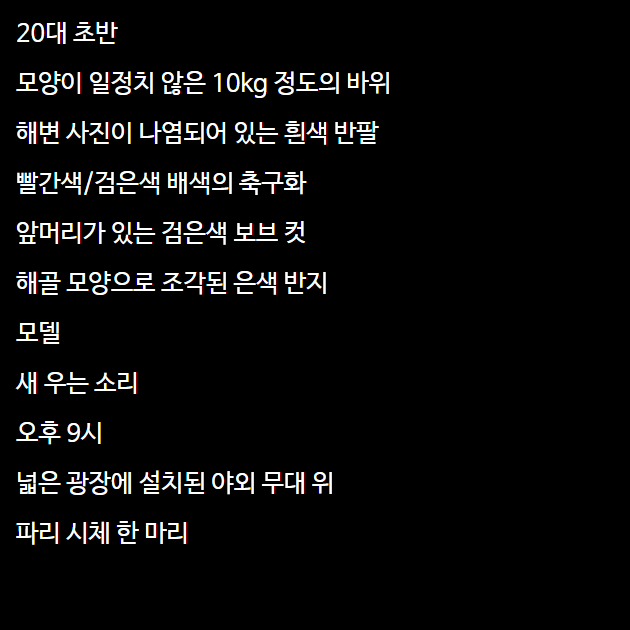 20대 초반
모양이 일정치 않은 10kg 정도의 바위
해변 사진이 나염되어 있는 흰색 반팔
빨간색/검은색 배색의 축구화
앞머리가 있는 검은색 보브 컷
해골 모양으로 조각된 은색 반지
모델
새 우는 소리
오후 9시
넓은 광장에 설치된 야외 무대 위
파리 시체 한 마리